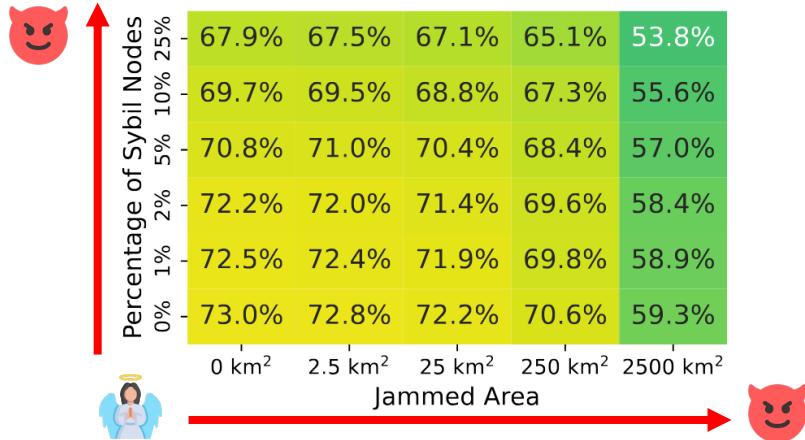 Percentage of Sybil Nodes
25% 67.9% 67.5% 67.1% 65.1% 53.8%
10% 69.7% 69.5% 68.8% 67.3% 55.6%
5% 70.8% 71.0% 70.4% 68.4% 57.0%
2% 72.2% 72.0% 71.4% 69.6% 58.4%
1% 72.5% 72.4% 71.9% 69.8% 58.9%
0% 73.0% 72.8% 72.2% 70.6% 59.3%
0 km² 2.5 km² 25 km² 250 km² 2500 km²
Jammed Area